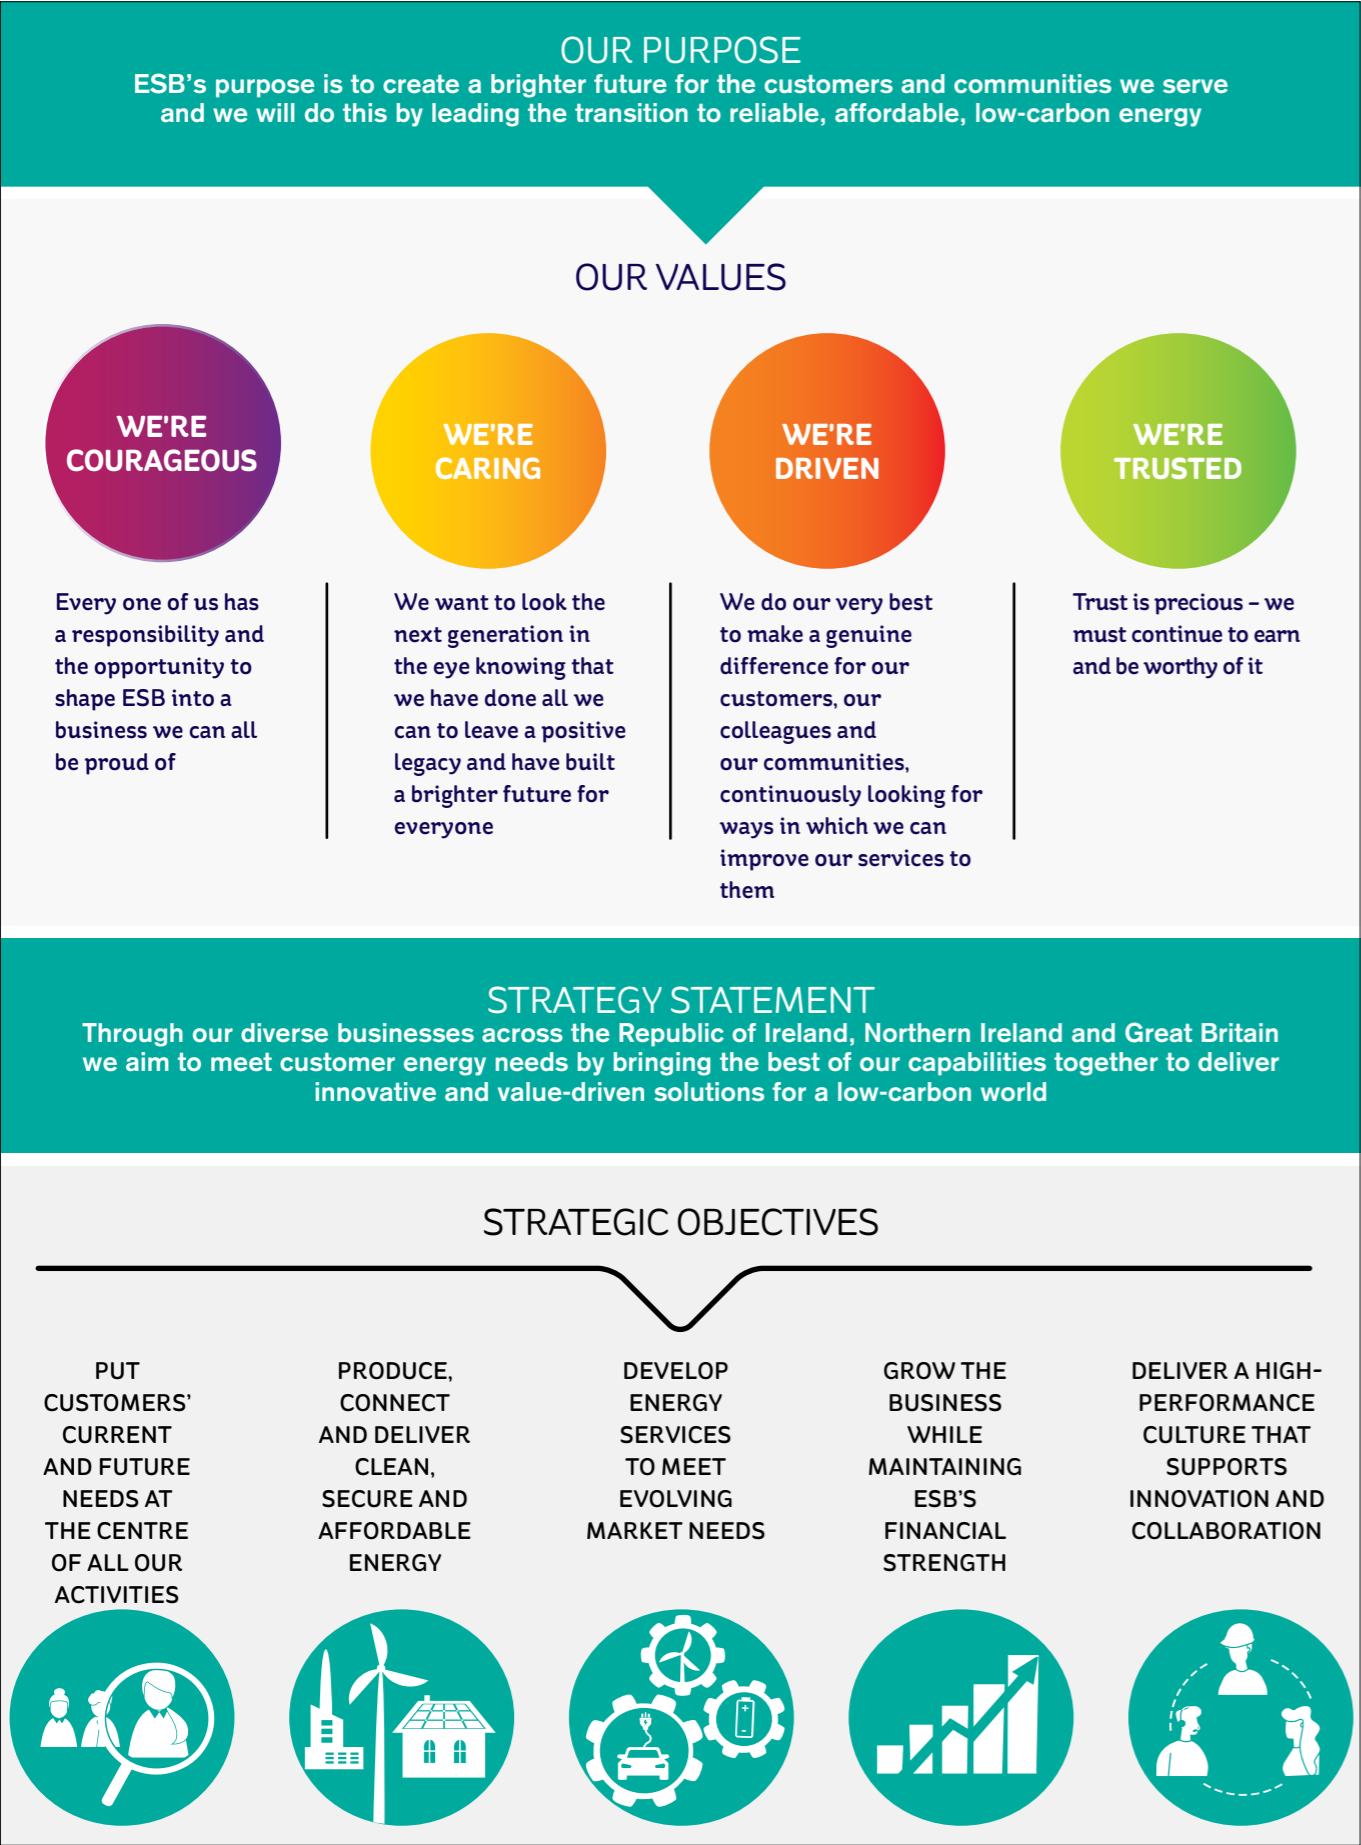 OUR PURPOSE
ESB's purpose is to create a brighter future for the customers and communities we serve
and we will do this by leading the transition to reliable, affordable, low-carbon energy
OUR VALUES
WE'RE
COURAGEOUS
Every one of us has
a responsibility and
the opportunity to
shape ESB into a
business we can all
be proud of
WE'RE
CARING
We want to look the
next generation in
the eye knowing that
we have done all we
can to leave a positive
legacy and have built
a brighter future for
everyone
WE'RE
DRIVEN
We do our very best
to make a genuine
difference for our
customers, our
colleagues and
our communities,
continuously looking for
ways in which we can
improve our services to
them
WE'RE
TRUSTED
Trust is precious – we
must continue to earn
and be worthy of it
STRATEGY STATEMENT
Through our diverse businesses across the Republic of Ireland, Northern Ireland and Great Britain
we aim to meet customer energy needs by bringing the best of our capabilities together to deliver
innovative and value-driven solutions for a low-carbon world
STRATEGIC OBJECTIVES
PUT
CUSTOMERS'
CURRENT
AND FUTURE
NEEDS AT
THE CENTRE
OF ALL OUR
ACTIVITIES
PRODUCE,
CONNECT
AND DELIVER
CLEAN,
SECURE AND
AFFORDABLE
ENERGY
DEVELOP
ENERGY
SERVICES
TO MEET
EVOLVING
MARKET NEEDS
GROW THE
BUSINESS
WHILE
MAINTAINING
ESB'S
FINANCIAL
STRENGTH
DELIVER A HIGH-
PERFORMANCE
CULTURE THAT
SUPPORTS
INNOVATION AND
COLLABORATION